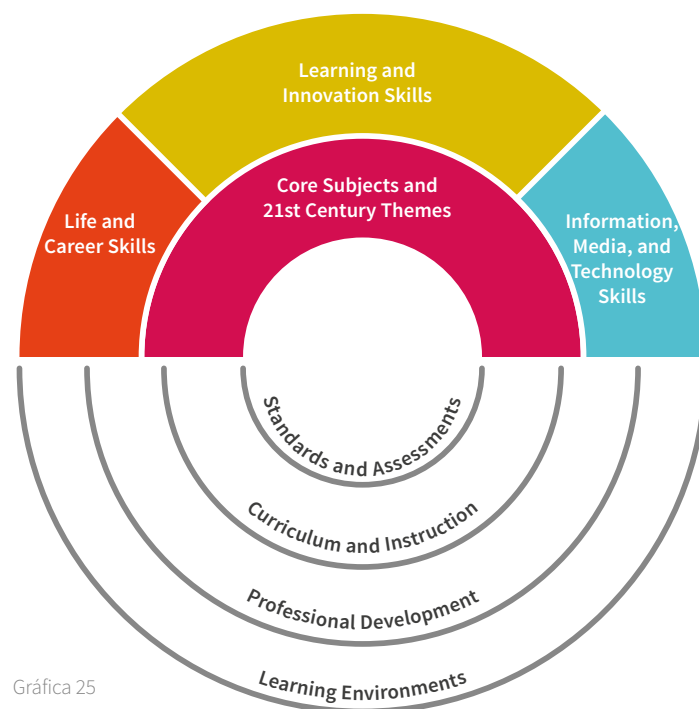 Learning and
Innovation Skills
Core Subjects and
21st Century Themes
Life and
Career Skills
Information,
Media, and
Technology
Skills
Standards and Assessments
Curriculum and Instruction
Professional Development
Learning Environments
Gráfica 25